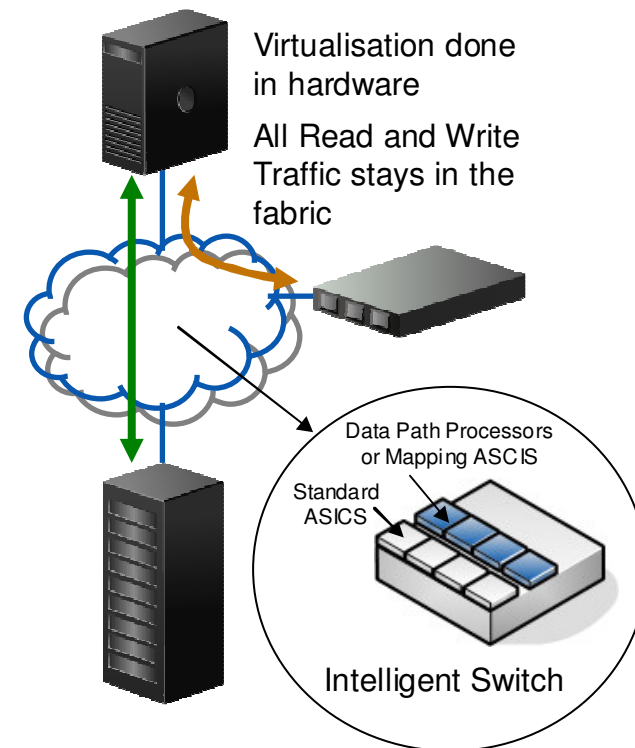 Virtualisation done
in hardware
All Read and Write
Traffic stays in the
fabric
Data Path Processors
or Mapping ASCIS
Standard
ASICS
Intelligent Switch